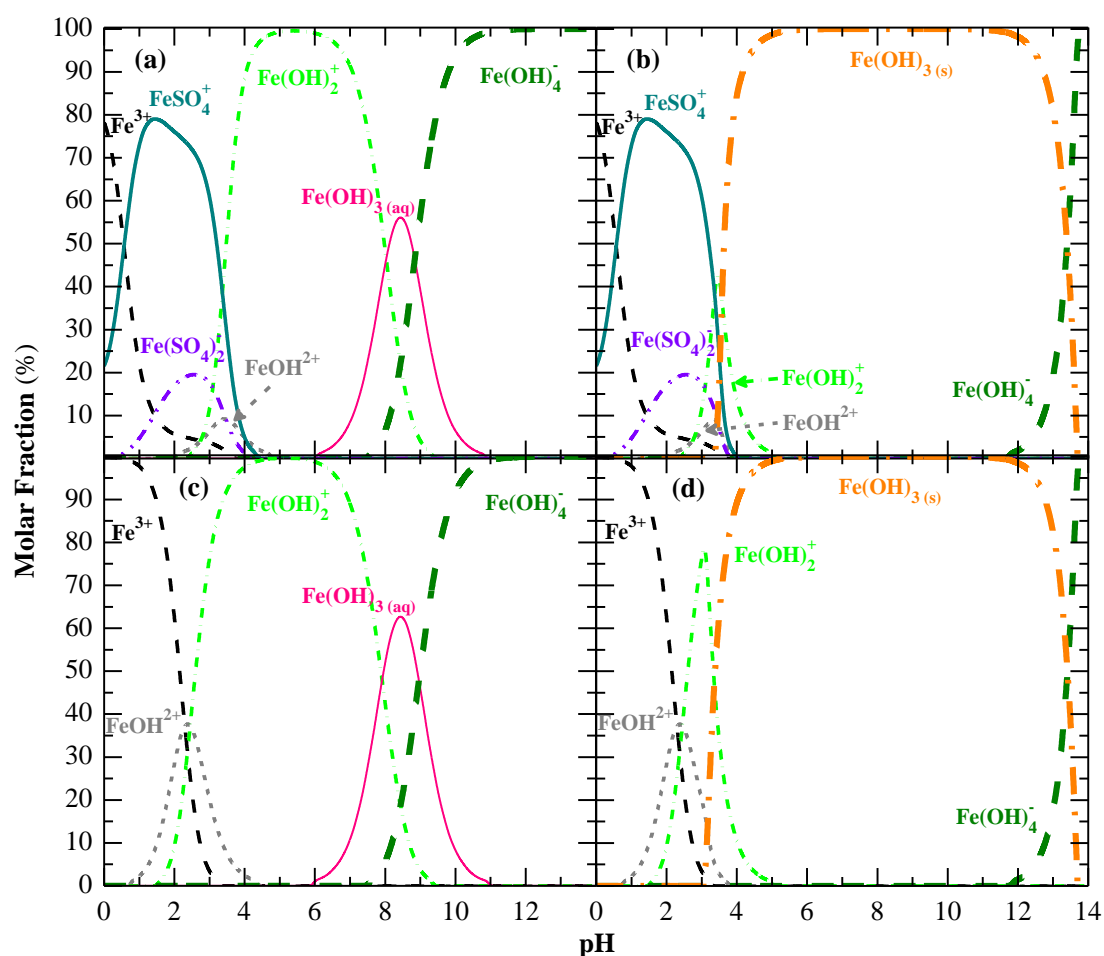 Molar Fraction (%)
100
90
80
70
60
50
40
30
20
10
0
90
80
70
60
50
40
30
20
10
0
(a)
Fe(OH)₂⁺
Fe(OH)₄⁻
FeSO₄⁺
Fe³⁺
Fe(OH)₃ ₍aq₎
Fe(SO₄)₂⁻
FeOH²⁺
(b)
Fe(OH)₃ ₍s₎
FeSO₄⁺
Fe³⁺
Fe(SO₄)₂⁻
Fe(OH)₂⁺
Fe(OH)₄⁻
FeOH²⁺
(c)
Fe(OH)₂⁺
Fe(OH)₄⁻
Fe³⁺
Fe(OH)₃ ₍aq₎
FeOH²⁺
(d)
Fe(OH)₃ ₍s₎
Fe³⁺
Fe(OH)₂⁺
FeOH²⁺
Fe(OH)₄⁻
0 2 4 6 8 10 12 0 2 4 6 8 10 12 14
pH